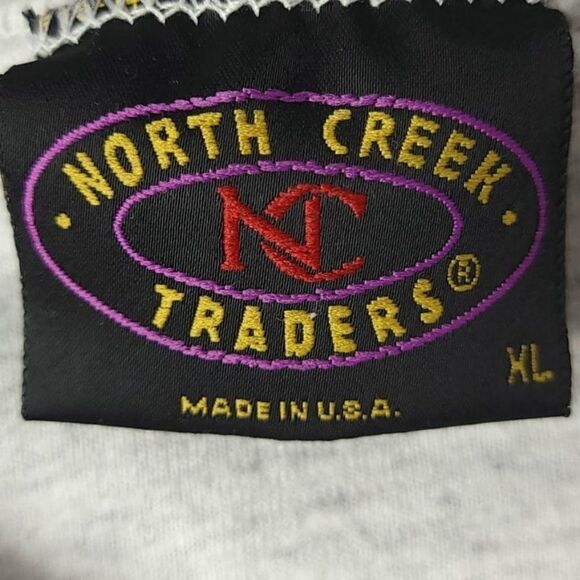 · NORTH CREEK ·
NC
TRADERS®
XL
MADE IN U.S.A.